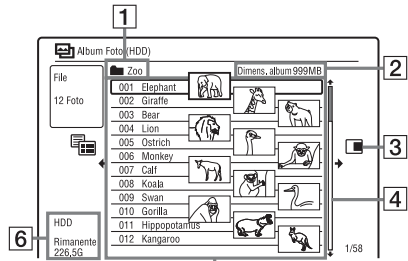 1
Album Foto (HDD)
Zoo
Dimens. album 999MB
2
File
12 Foto
001 Elephant
002 Giraffe
003 Bear
004 Lion
005 Ostrich
006 Monkey
007 Calf
008 Koala
009 Swan
010 Gorilla
011 Hippopotamus
012 Kangaroo
3
4
6
HDD
Rimanente
226,5G
1/58